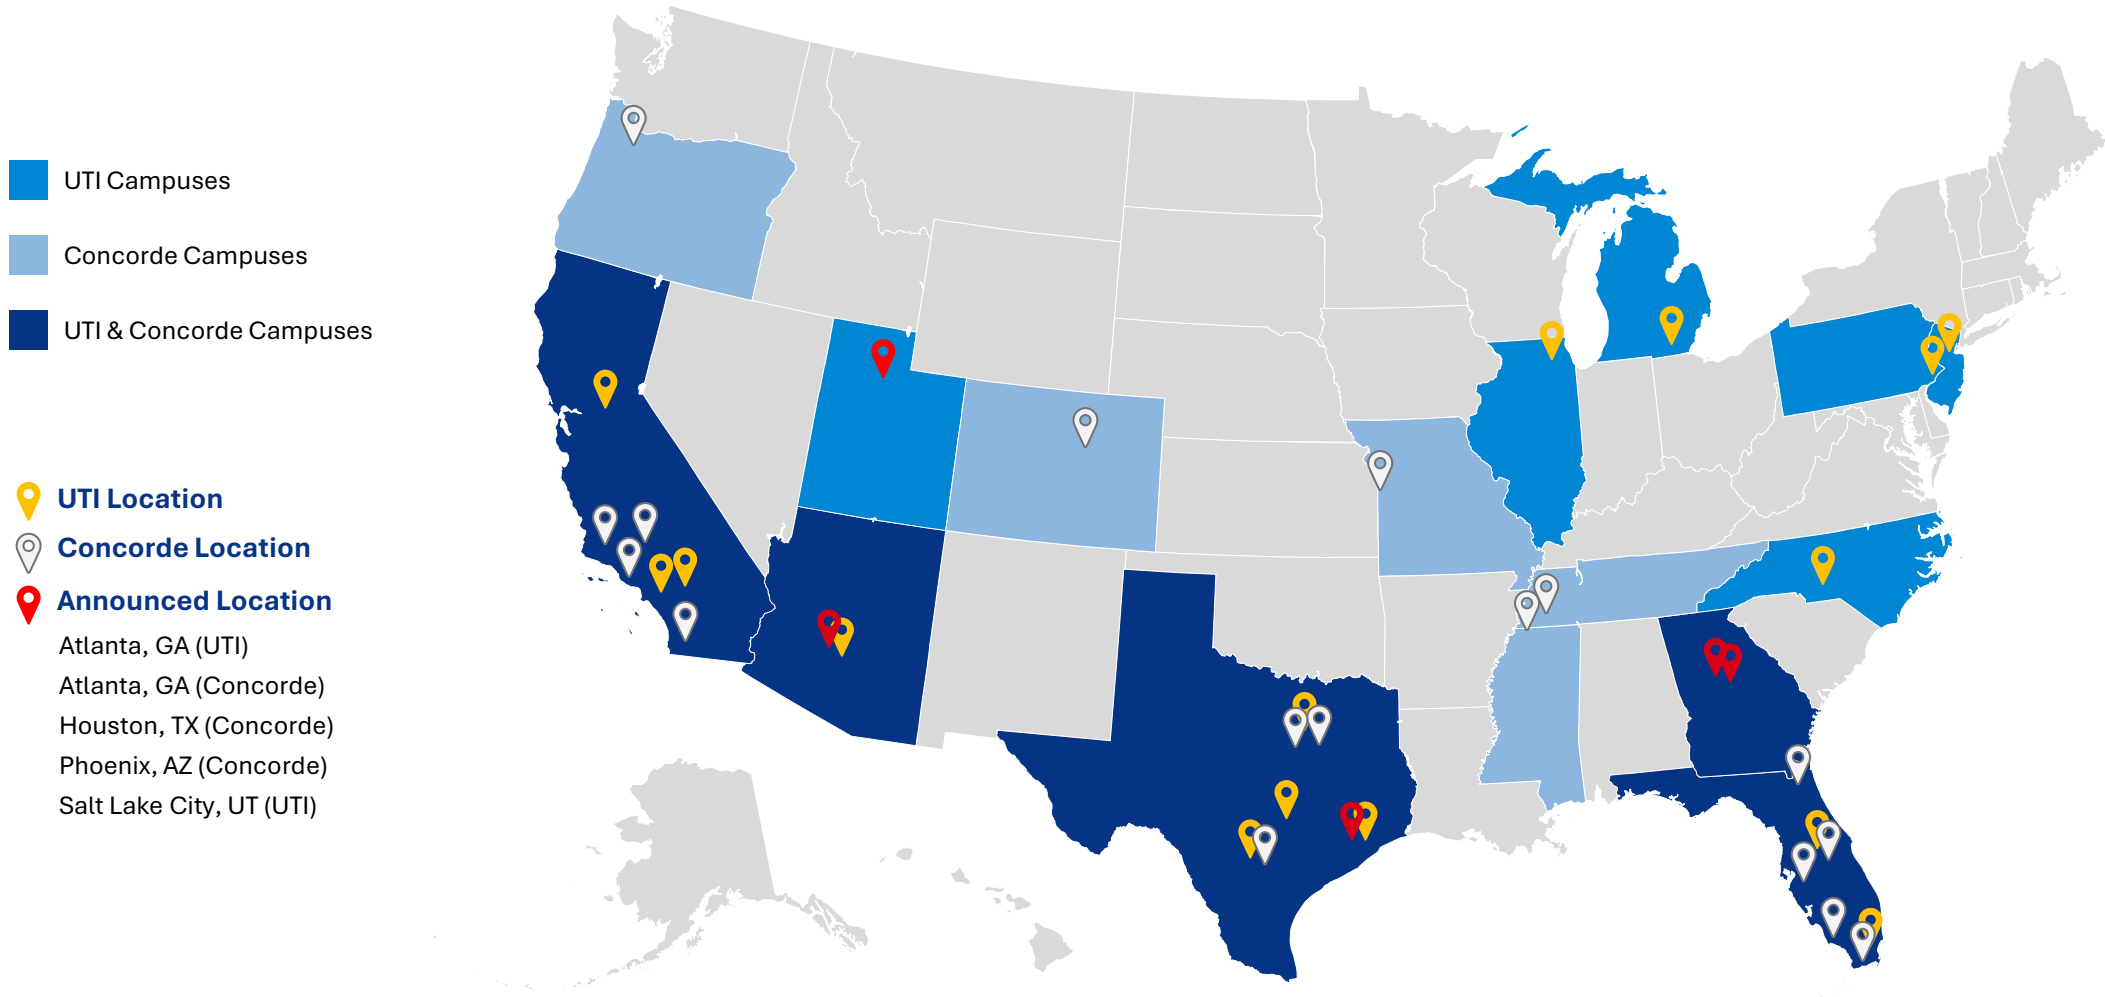 UTI Campuses
Concorde Campuses
UTI & Concorde Campuses
UTI Location
Concorde Location
Announced Location
Atlanta, GA (UTI)
Atlanta, GA (Concorde)
Houston, TX (Concorde)
Phoenix, AZ (Concorde)
Salt Lake City, UT (UTI)